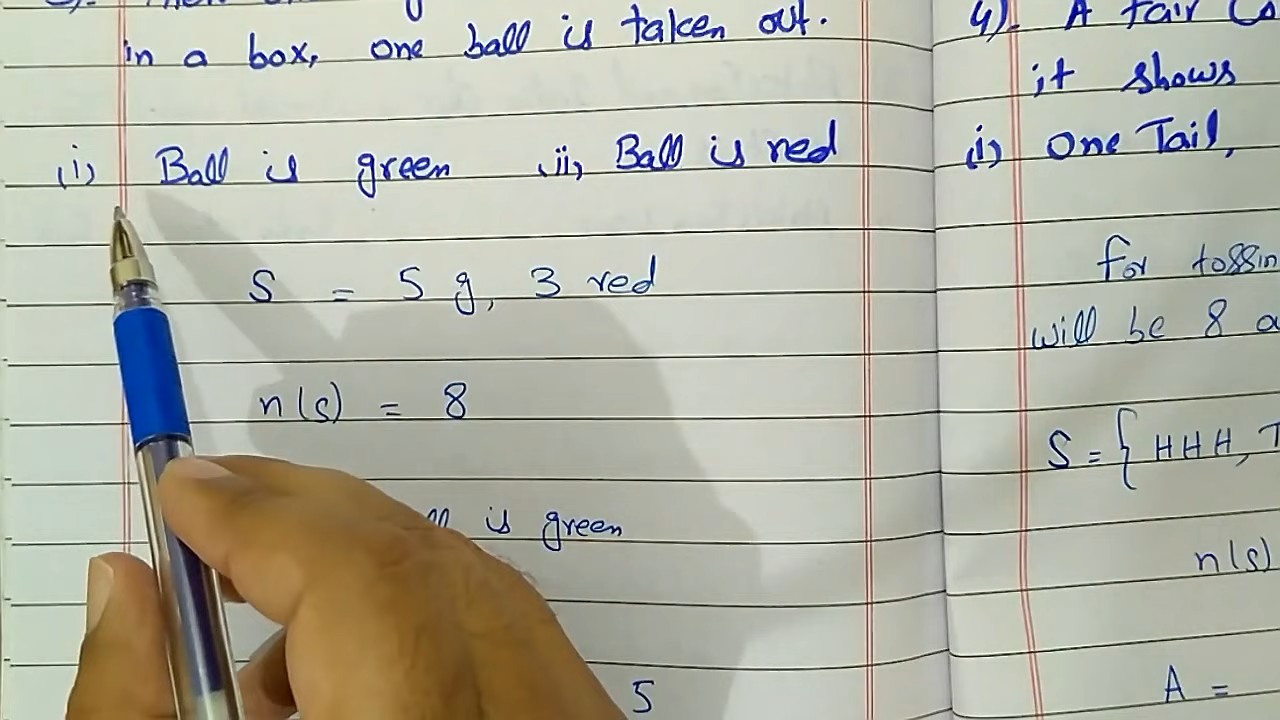 in a box, one ball is taken out.
(i) Ball is green (ii) Ball is red
S = 5 g, 3 red
n(s) = 8
is green
5
4). A fair
it shows
(i) One Tail,
for
will be 8
S = { HHH,
n(s)
A =